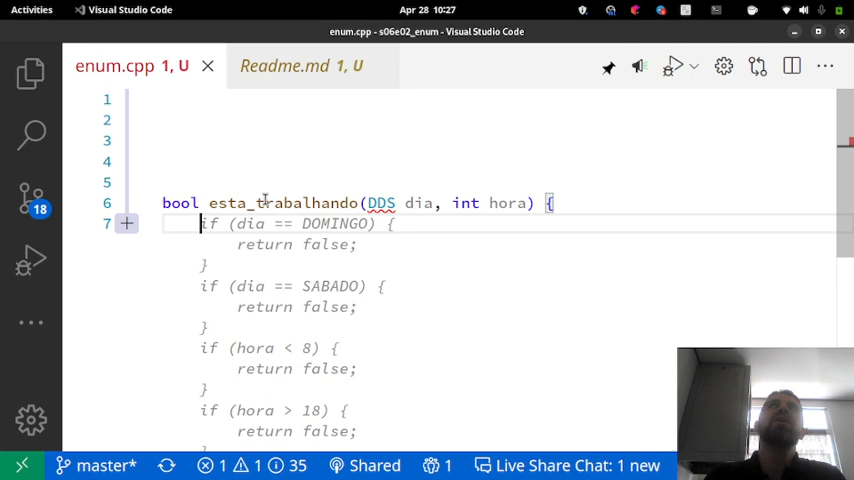 Activities
Visual Studio Code
Apr 28 10:27
enum.cpp - s06e02_enum - Visual Studio Code
enum.cpp 1, U
Readme.md 1, U
1
2
3
4
5
6 bool esta_trabalhando(DDS dia, int hora) {
7 if (dia == DOMINGO) {
return false;
}
if (dia == SABADO) {
return false;
}
if (hora < 8) {
return false;
}
if (hora > 18) {
return false;
18
master*
1
1
35
Shared
1
Live Share Chat: 1 new